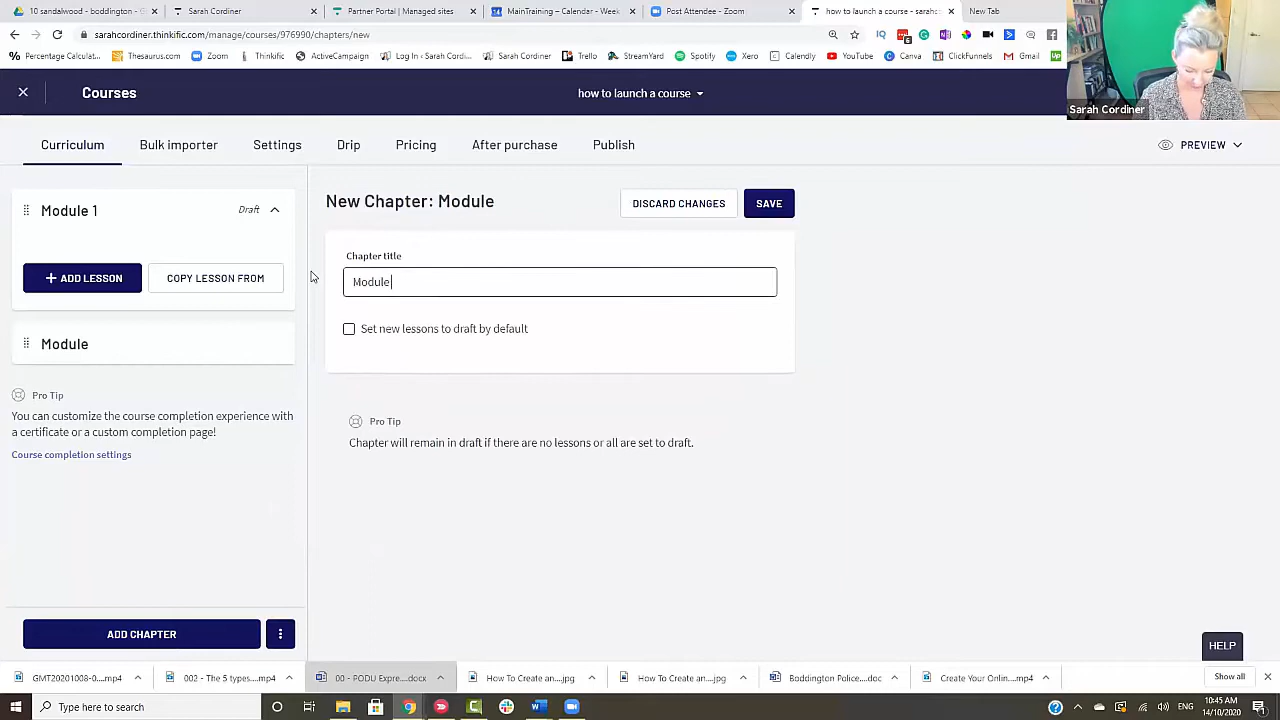 10 sandalwood - boddington - G
Sarah Cordiner
Partner Portal | Managed sites
MainTraining – Calendar - Week
Post Attendee - Zoom
how to launch a course - sarahc
New Tab
sarahcordiner.thinkific.com/manage/courses/976990/chapters/new
Percentage Calculat...
Thesaurus.com
Zoom
Thinkific
ActiveCampaign
Log In ‹ Sarah Cordi...
Sarah Cordiner
Trello
StreamYard
Spotify
Xero
Calendly
YouTube
Canva
ClickFunnels
Gmail
Up
Sarah Cordiner
Courses
how to launch a course
Curriculum
Bulk importer
Settings
Drip
Pricing
After purchase
Publish
PREVIEW
Module 1
Draft
+ ADD LESSON
COPY LESSON FROM
Module
Pro Tip
You can customize the course completion experience with
a certificate or a custom completion page!
Course completion settings
ADD CHAPTER
New Chapter: Module
DISCARD CHANGES
SAVE
Chapter title
Module
Set new lessons to draft by default
Pro Tip
Chapter will remain in draft if there are no lessons or all are set to draft.
HELP
GMT20201008-0....mp4
002 - The 5 types....mp4
00 - PODU Expre....docx
How To Create an....jpg
How To Create an....jpg
Boddington Police....doc
Create Your Onlin....mp4
Show all
Type here to search
10:45 AM
14/10/2020